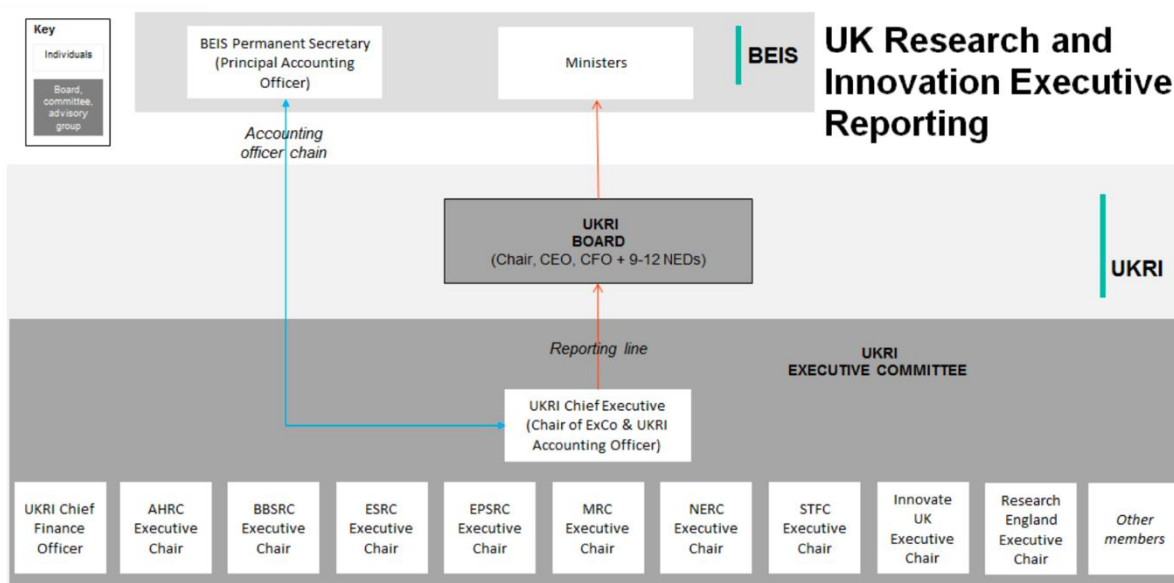 Key
Individuals
Board,
committee,
advisory
group
BEIS Permanent Secretary
(Principal Accounting
Officer)
Ministers
BEIS
UK Research and
Innovation Executive
Reporting
Accounting
officer chain
UKRI
BOARD
(Chair, CEO, CFO + 9-12 NEDs)
UKRI
Reporting line
UKRI
EXECUTIVE COMMITTEE
UKRI Chief Executive
(Chair of ExCo & UKRI
Accounting Officer)
UKRI Chief
Finance
Officer
AHRC
Executive
Chair
BBSRC
Executive
Chair
ESRC
Executive
Chair
EPSRC
Executive
Chair
MRC
Executive
Chair
NERC
Executive
Chair
STFC
Executive
Chair
Innovate
UK
Executive
Chair
Research
England
Executive
Chair
Other
members